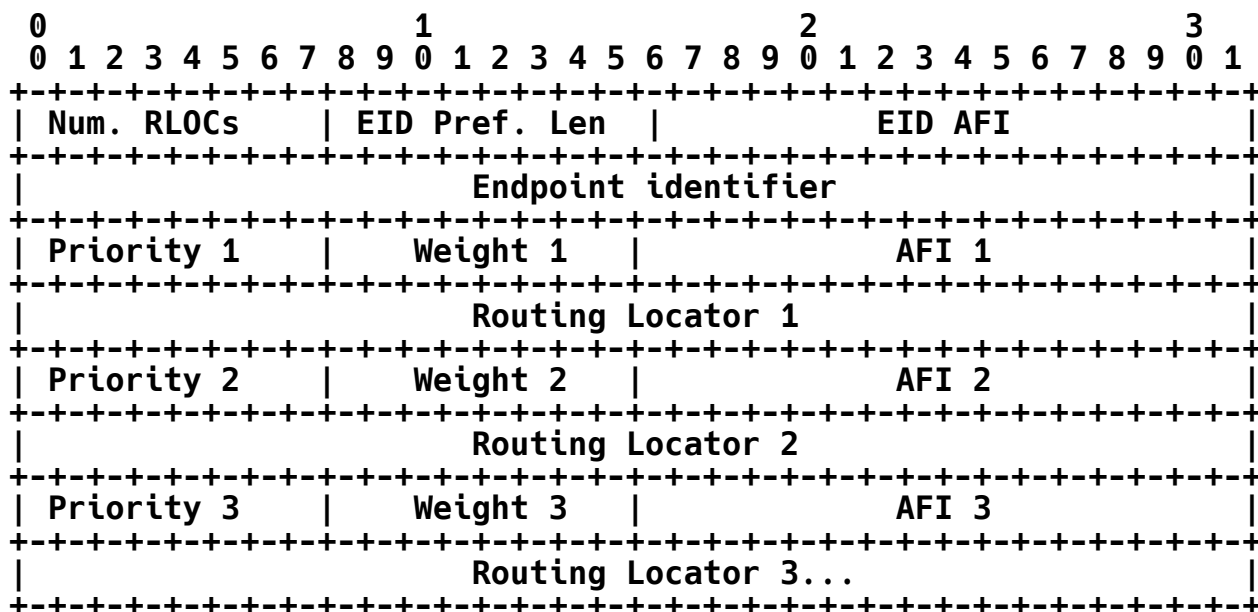 0                   1                   2                   3
 0 1 2 3 4 5 6 7 8 9 0 1 2 3 4 5 6 7 8 9 0 1 2 3 4 5 6 7 8 9 0 1
+-+-+-+-+-+-+-+-+-+-+-+-+-+-+-+-+-+-+-+-+-+-+-+-+-+-+-+-+-+-+-+-+
| Num. RLOCs    | EID Pref. Len  |           EID AFI            |
+-+-+-+-+-+-+-+-+-+-+-+-+-+-+-+-+-+-+-+-+-+-+-+-+-+-+-+-+-+-+-+-+
|                       Endpoint identifier                     |
+-+-+-+-+-+-+-+-+-+-+-+-+-+-+-+-+-+-+-+-+-+-+-+-+-+-+-+-+-+-+-+-+
| Priority 1    |    Weight 1   |             AFI 1             |
+-+-+-+-+-+-+-+-+-+-+-+-+-+-+-+-+-+-+-+-+-+-+-+-+-+-+-+-+-+-+-+-+
|                       Routing Locator 1                       |
+-+-+-+-+-+-+-+-+-+-+-+-+-+-+-+-+-+-+-+-+-+-+-+-+-+-+-+-+-+-+-+-+
| Priority 2    |    Weight 2   |             AFI 2             |
+-+-+-+-+-+-+-+-+-+-+-+-+-+-+-+-+-+-+-+-+-+-+-+-+-+-+-+-+-+-+-+-+
|                       Routing Locator 2                       |
+-+-+-+-+-+-+-+-+-+-+-+-+-+-+-+-+-+-+-+-+-+-+-+-+-+-+-+-+-+-+-+-+
| Priority 3    |    Weight 3   |             AFI 3             |
+-+-+-+-+-+-+-+-+-+-+-+-+-+-+-+-+-+-+-+-+-+-+-+-+-+-+-+-+-+-+-+-+
|                       Routing Locator 3...                    |
+-+-+-+-+-+-+-+-+-+-+-+-+-+-+-+-+-+-+-+-+-+-+-+-+-+-+-+-+-+-+-+-+